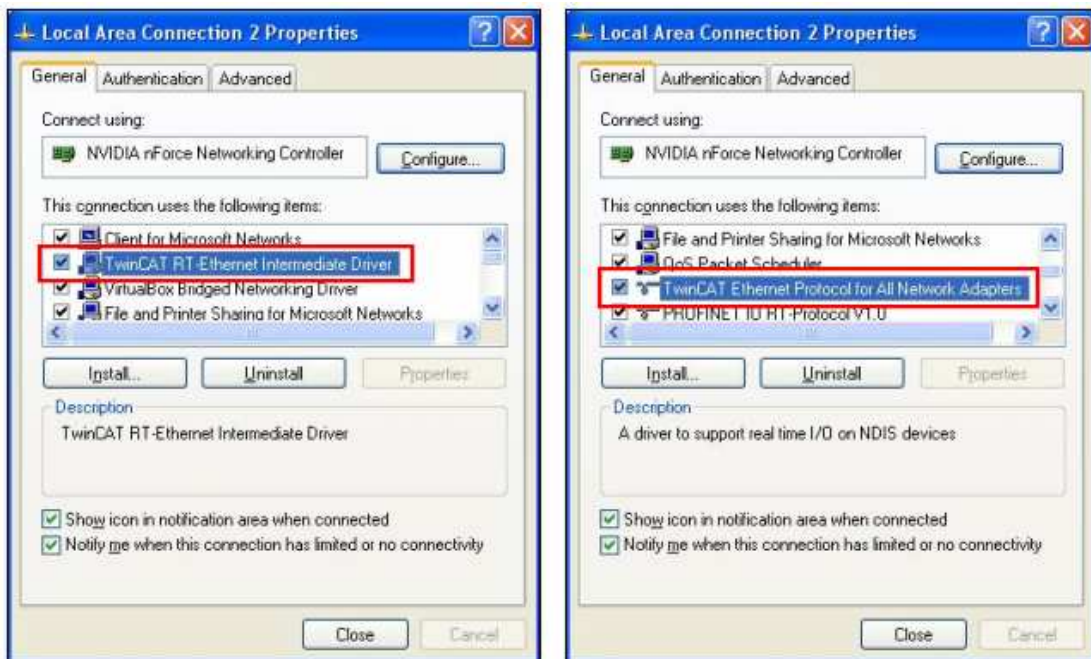 Local Area Connection 2 Properties
General Authentication Advanced
Connect using:
NVIDIA nForce Networking Controller
Configure...
This connection uses the following items:
Client for Microsoft Networks
TwinCAT RT-Ethernet Intermediate Driver
VirtualBox Bridged Networking Driver
File and Printer Sharing for Microsoft Networks
Install... Uninstall Properties
Description
TwinCAT RT-Ethernet Intermediate Driver
Show icon in notification area when connected
Notify me when this connection has limited or no connectivity
Close Cancel
Local Area Connection 2 Properties
General Authentication Advanced
Connect using:
NVIDIA nForce Networking Controller
Configure...
This connection uses the following items:
File and Printer Sharing for Microsoft Networks
QoS Packet Scheduler
TwinCAT Ethernet Protocol for All Network Adapters
PROFINET IO RT-Protocol V1.0
Install... Uninstall Properties
Description
A driver to support real time I/O on NDIS devices
Show icon in notification area when connected
Notify me when this connection has limited or no connectivity
Close Cancel